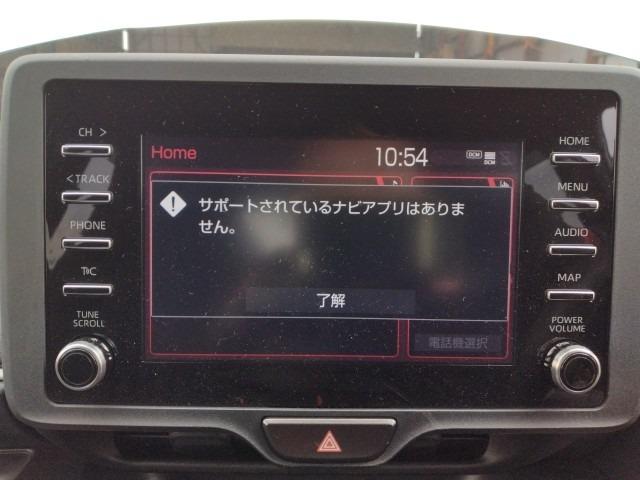 CH >
< TRACK
PHONE
T
C
TUNE
SCROLL
Home
10:54
DCM
DCM
サポートされているナビアプリはありま
せん。
了解
電話機選択
HOME
MENU
AUDIO
MAP
POWER
VOLUME